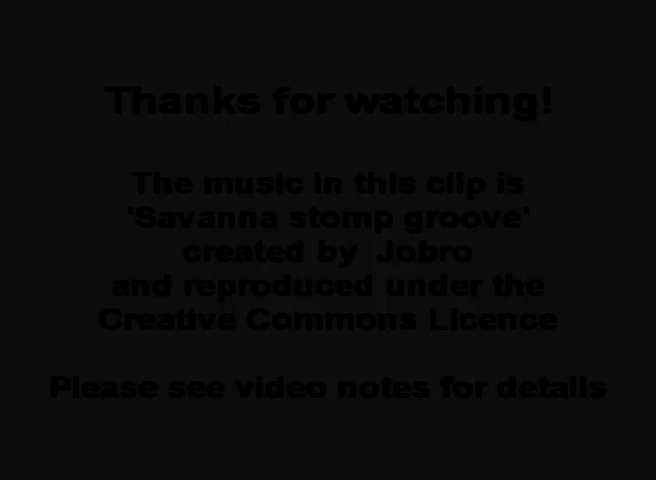 Thanks for watching!
The music in this clip is
'Savanna stomp groove'
created by Jobro
and reproduced under the
Creative Commons Licence
Please see video notes for details